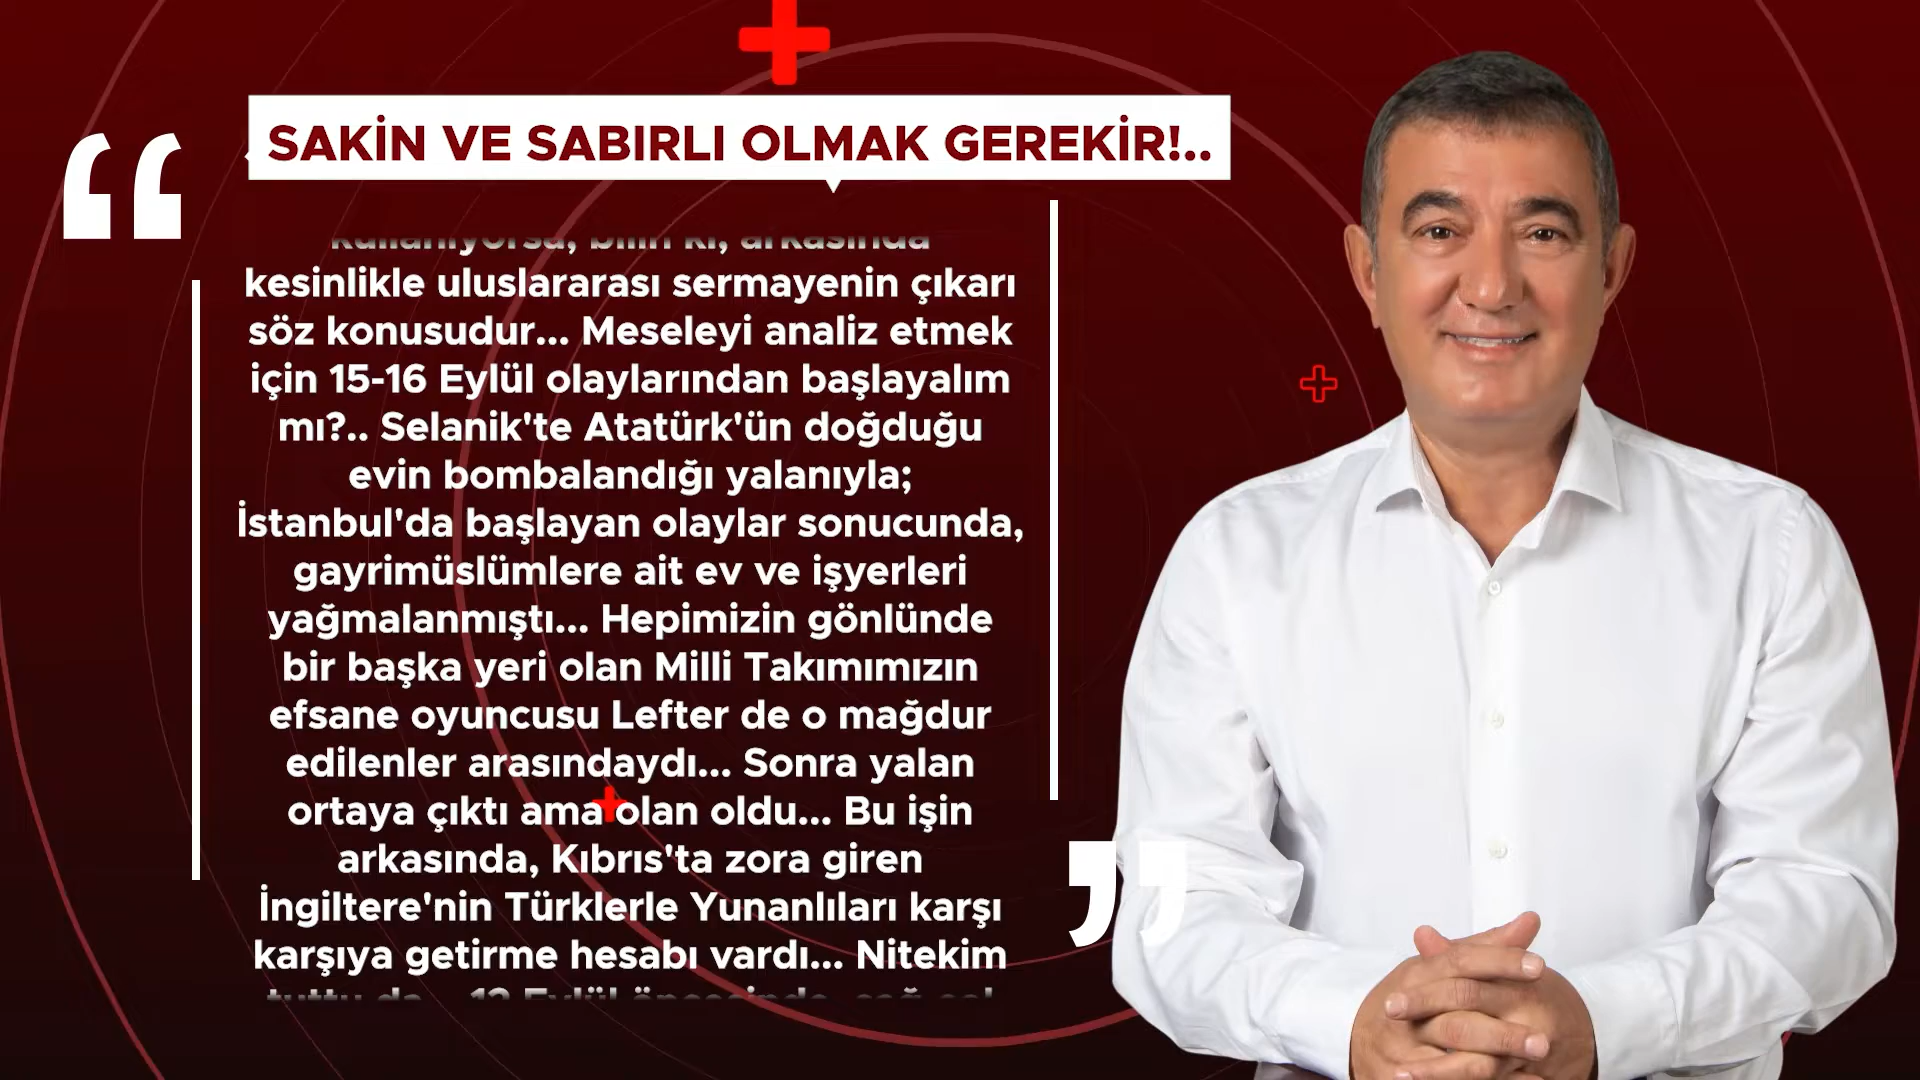 SAKİN VE SABIRLI OLMAK GEREKİR!..
kullanıyorsa, bilin ki, arkasında
kesinlikle uluslararası sermayenin çıkarı
söz konusudur... Meseleyi analiz etmek
için 15-16 Eylül olaylarından başlayalım
mı?.. Selanik'te Atatürk'ün doğduğu
evin bombalandığı yalanıyla;
İstanbul'da başlayan olaylar sonucunda,
gayrimüslümlere ait ev ve işyerleri
yağmalanmıştı... Hepimizin gönlünde
bir başka yeri olan Milli Takımımızın
efsane oyuncusu Lefter de o mağdur
edilenler arasındaydı... Sonra yalan
ortaya çıktı ama olan oldu... Bu işin
arkasında, Kıbrıs'ta zora giren
İngiltere'nin Türklerle Yunanlıları karşı
karşıya getirme hesabı vardı... Nitekim